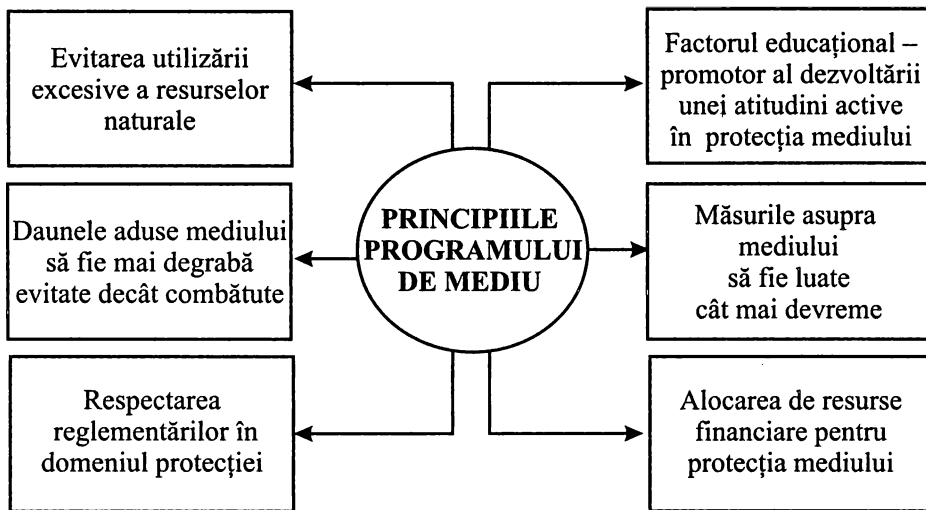 Evitarea utilizării
excesive a resurselor
naturale
Factorul educațional –
promotor al dezvoltării
unei atitudini active
în protecția mediului
PRINCIPIILE
PROGRAMULUI
DE MEDIU
Daunele aduse mediului
să fie mai degrabă
evitate decât combătute
Măsurile asupra
mediului
să fie luate
cât mai devreme
Respectarea
reglementărilor în
domeniul protecției
Alocarea de resurse
financiare pentru
protecția mediului